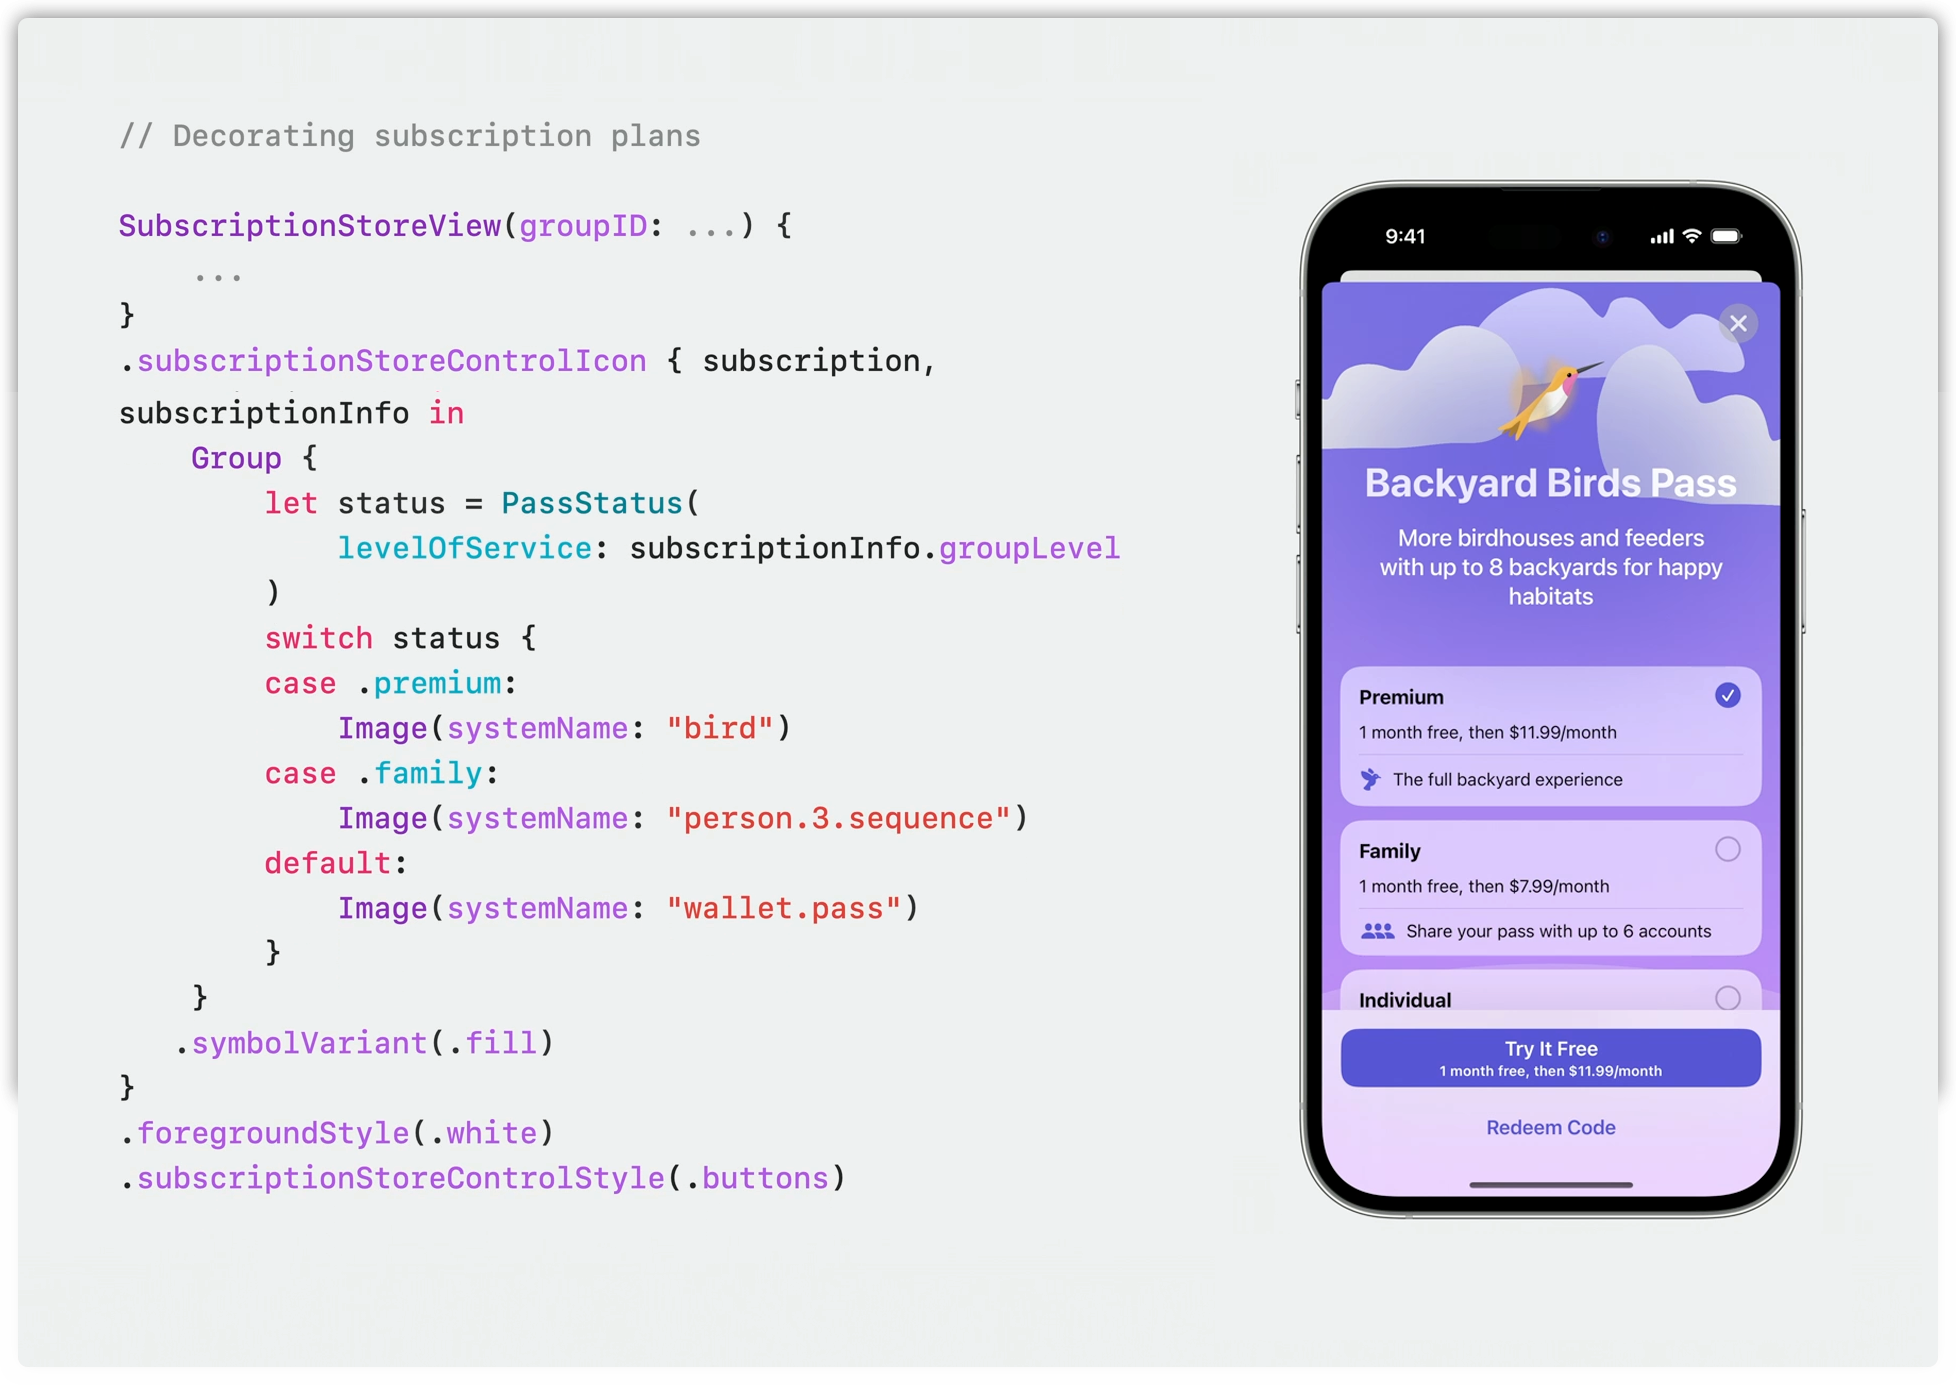 // Decorating subscription plans
SubscriptionStoreView(groupID: ...) {
    ...
}
.subscriptionStoreControlIcon { subscription,
subscriptionInfo in
    Group {
        let status = PassStatus(
            levelOfService: subscriptionInfo.groupLevel
        )
        switch status {
        case .premium:
            Image(systemName: "bird")
        case .family:
            Image(systemName: "person.3.sequence")
        default:
            Image(systemName: "wallet.pass")
        }
    }
   .symbolVariant(.fill)
}
.foregroundStyle(.white)
.subscriptionStoreControlStyle(.buttons)
9:41
Backyard Birds Pass
More birdhouses and feeders
with up to 8 backyards for happy
habitats
Premium
1 month free, then $11.99/month
The full backyard experience
Family
1 month free, then $7.99/month
Share your pass with up to 6 accounts
Individual
Try It Free
1 month free, then $11.99/month
Redeem Code